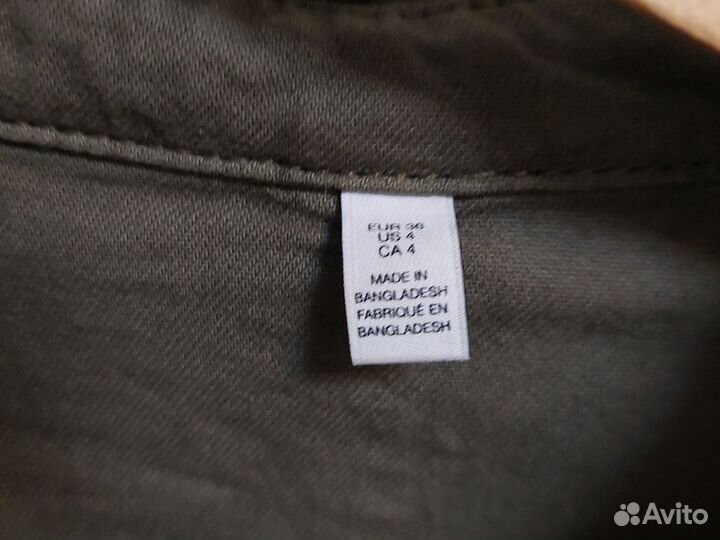 EUR 36
US 4
CA 4
MADE IN
BANGLADESH
FABRIQUÉ EN
BANGLADESH
Avito